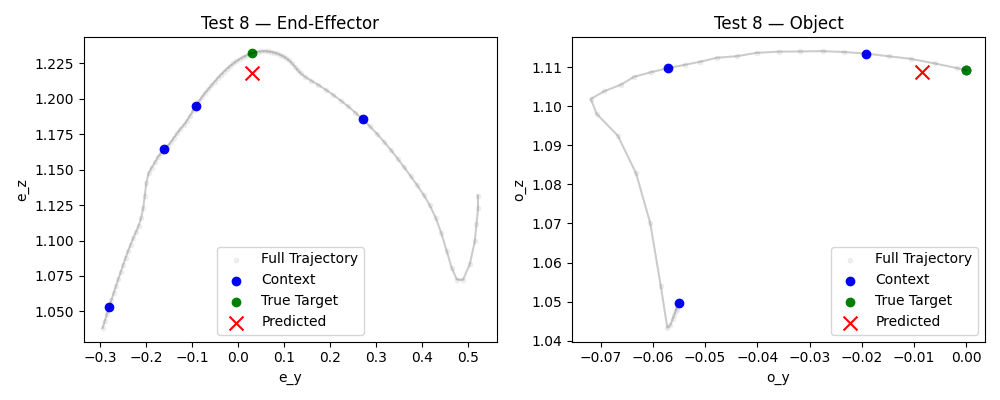 Test 8 — End-Effector
e_z
1.225
1.200
1.175
1.150
1.125
1.100
1.075
1.050
Full Trajectory
Context
True Target
Predicted
−0.3 −0.2 −0.1 0.0 0.1 0.2 0.3 0.4 0.5
e_y
Test 8 — Object
o_z
1.11
1.10
1.09
1.08
1.07
1.06
1.05
1.04
Full Trajectory
Context
True Target
Predicted
−0.07 −0.06 −0.05 −0.04 −0.03 −0.02 −0.01 0.00
o_y